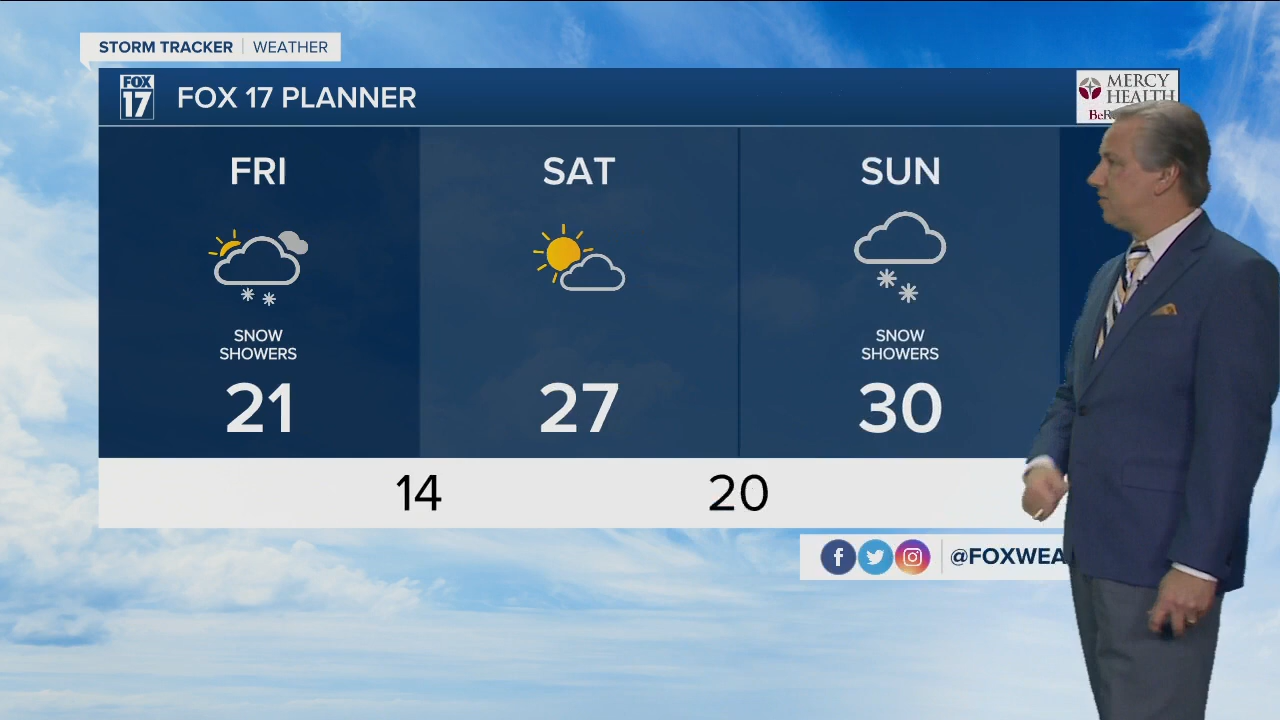 STORM TRACKER | WEATHER
FOX
17
FOX 17 PLANNER
MERCY
HEALTH
FRI
SAT
SUN
SNOW
SHOWERS
SNOW
SHOWERS
21
27
30
14
20
@FOXWEA